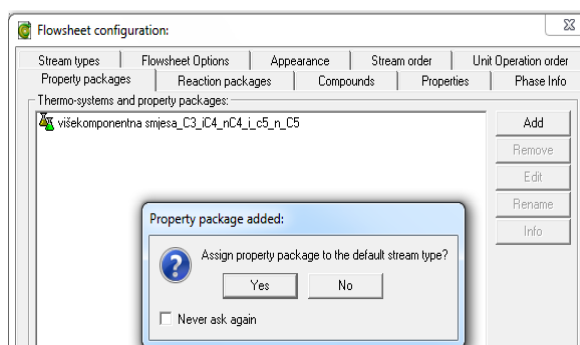 Flowsheet configuration:
Stream types Flowsheet Options Appearance Stream order Unit Operation order
Property packages Reaction packages Compounds Properties Phase Info
Thermo-systems and property packages:
višekomponentna smjesa_C3_iC4_nC4_i_c5_n_C5
Add
Remove
Edit
Rename
Info
Property package added:
Assign property package to the default stream type?
Yes No
Never ask again